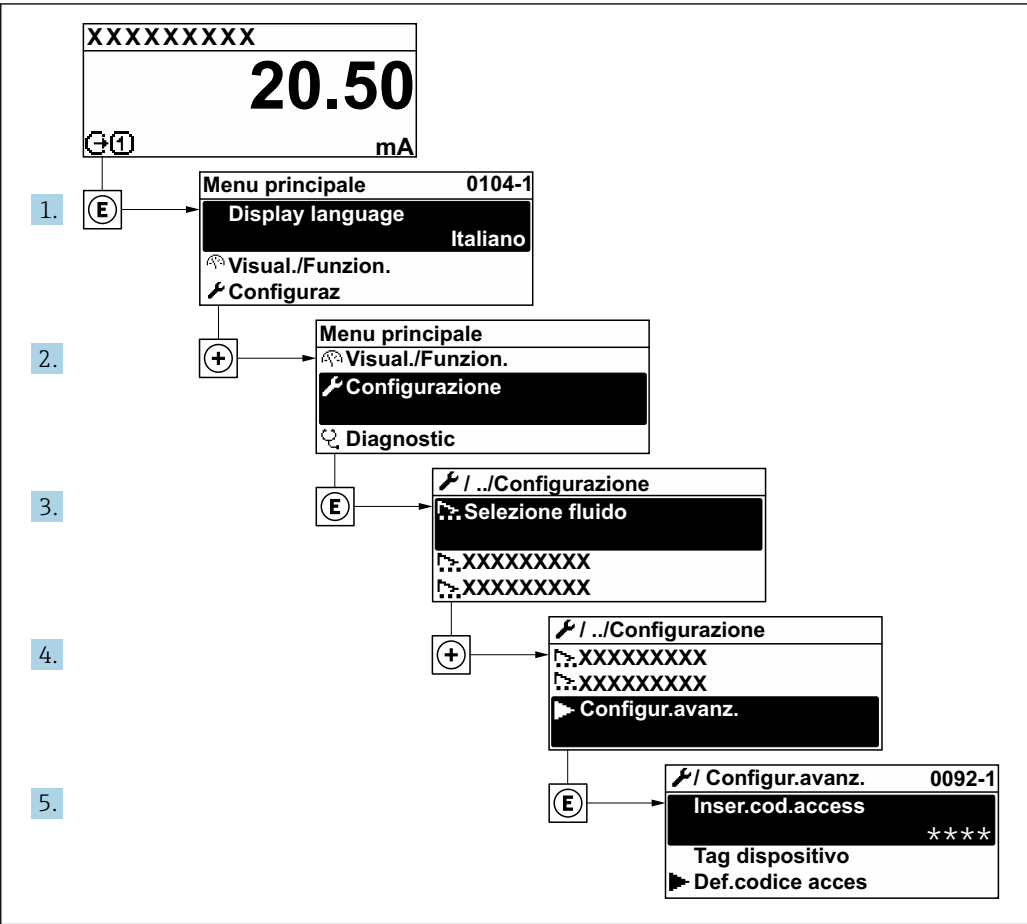 XXXXXXXXX
20.50
1 mA
1. E
Menu principale 0104-1
Display language
Italiano
Visual./Funzion.
Configuraz
2. +
Menu principale
Visual./Funzion.
Configurazione
Diagnostic
3. E
/ ../Configurazione
Selezione fluido
XXXXXXXXX
XXXXXXXXX
4. +
/ ../Configurazione
XXXXXXXXX
XXXXXXXXX
Configur.avanz.
5. E
/ Configur.avanz. 0092-1
Inser.cod.access
****
Tag dispositivo
Def.codice acces